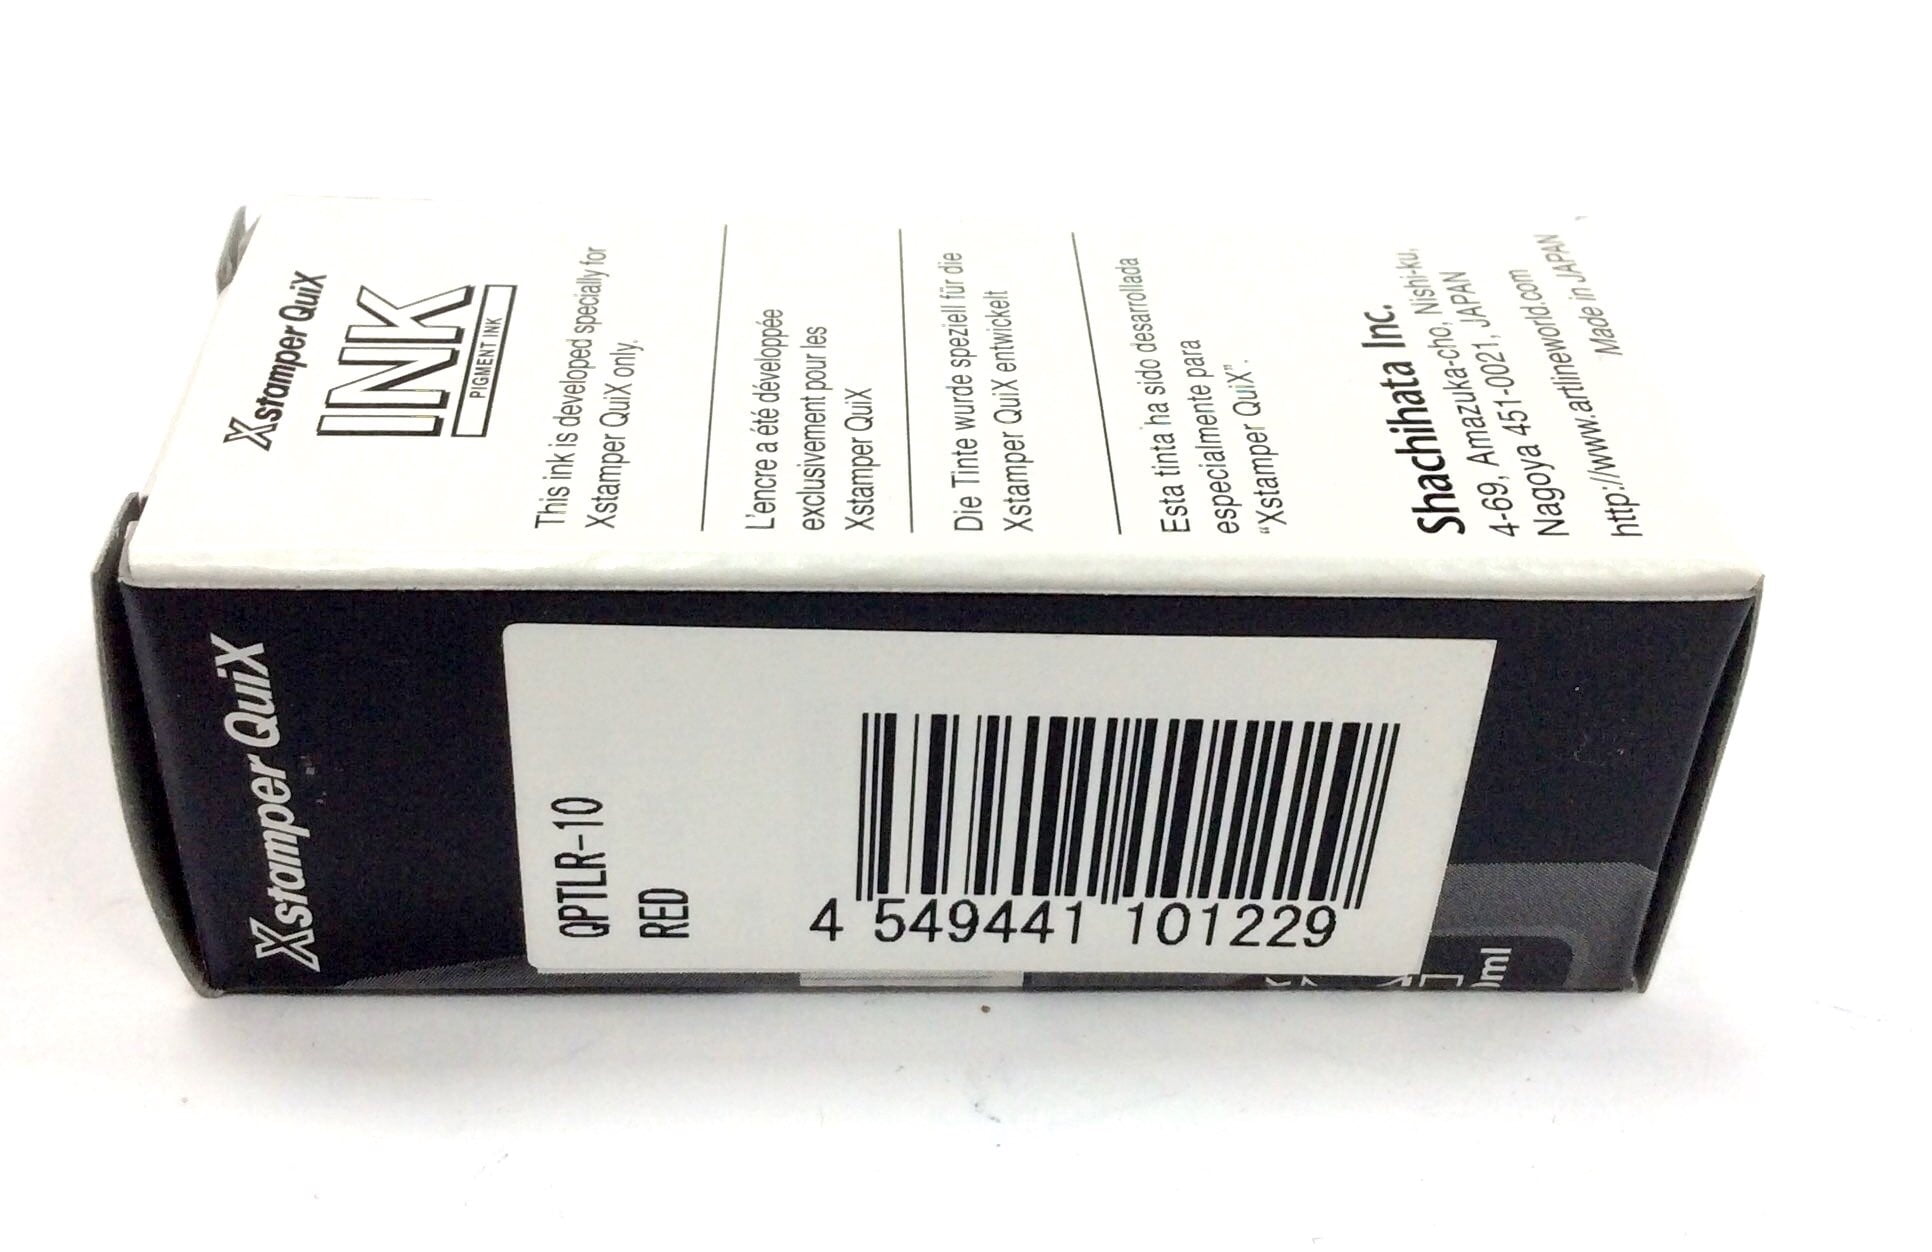 Xstamper QuiX
INK
PIGMENT INK
This ink is developed specially for
Xstamper QuiX only.
L'encre a été développée
exclusivement pour les
Xstamper QuiX
Die Tinte wurde speziell für die
Xstamper QuiX entwickelt
Esta tinta ha sido desarrollada
especialmente para
"Xstamper QuiX".
Shachihata Inc.
4-69, Amazuka-cho, Nishi-ku,
Nagoya 451-0021, JAPAN
http://www.artlineworld.com
Made in JAPAN
Xstamper QuiX
QPTLR-10
RED
4 549441 101229
ml